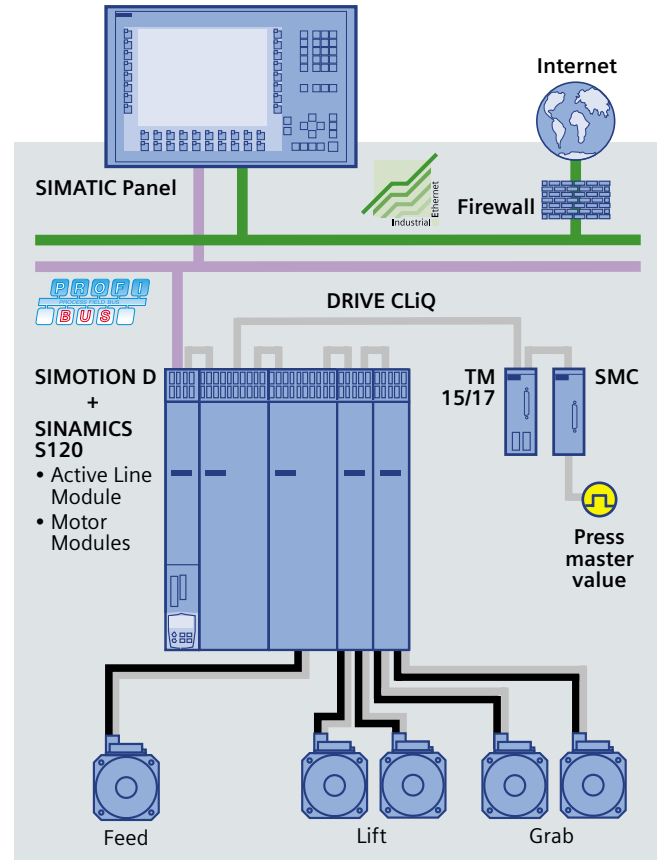 Internet
SIMATIC Panel
Industrial Ethernet
Firewall
PROFI
PROCESS FIELD BUS
BUS
DRIVE CLiQ
SIMOTION D
+
SINAMICS
S120
• Active Line
Module
• Motor
Modules
TM
15/17
SMC
Press
master
value
Feed
Lift
Grab